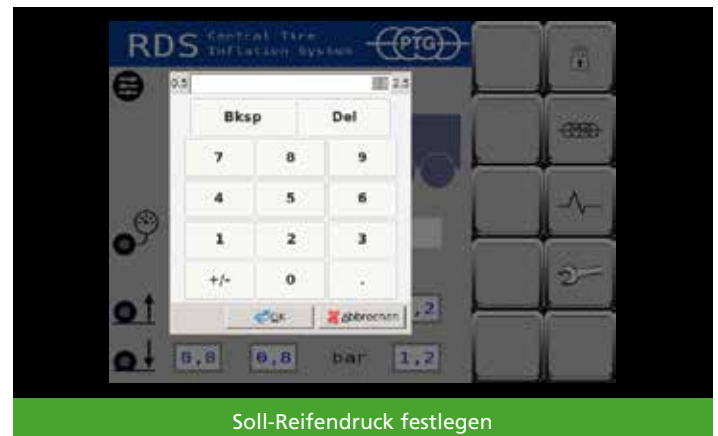 RDS Central Tire PTG
Inflation System
0.5 2.5
Bksp Del
7 8 9
4 5 6
1 2 3
+/- 0 .
OK Abbrechen ,2
0,8 0,8 bar 1,2
Soll-Reifendruck festlegen